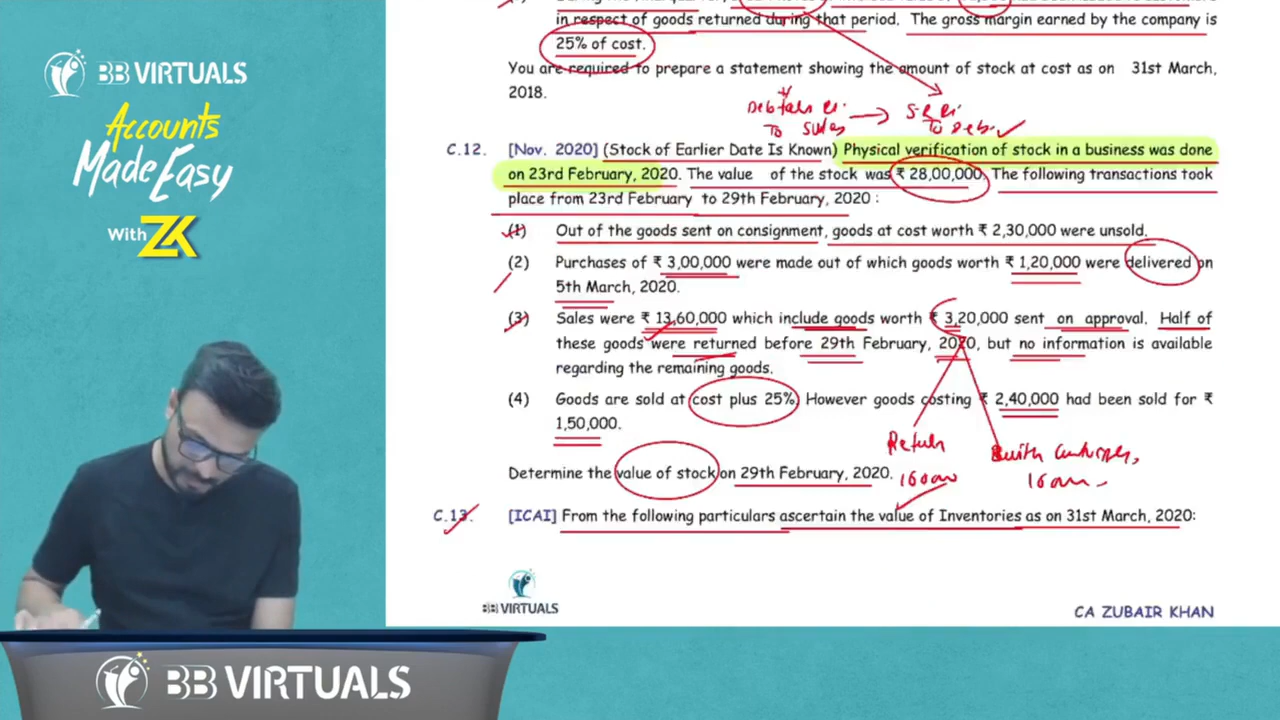 BB VIRTUALS
Accounts
Made Easy
With ZK
in respect of goods returned during that period. The gross margin earned by the company is
25% of cost.
You are required to prepare a statement showing the amount of stock at cost as on 31st March,
2018.
To Sales
C.12. [Nov. 2020] (Stock of Earlier Date Is Known) Physical verification of stock in a business was done
on 23rd February, 2020. The value of the stock was ₹ 28,00,000. The following transactions took
place from 23rd February to 29th February, 2020 :
(1) Out of the goods sent on consignment, goods at cost worth ₹ 2,30,000 were unsold.
(2) Purchases of ₹ 3,00,000 were made out of which goods worth ₹ 1,20,000 were delivered on
5th March, 2020.
(3) Sales were ₹ 13,60,000 which include goods worth ₹ 3,20,000 sent on approval. Half of
these goods were returned before 29th February, 2020, but no information is available
regarding the remaining goods.
(4) Goods are sold at cost plus 25%. However goods costing ₹ 2,40,000 had been sold for ₹
1,50,000.
Return
Determine the value of stock on 29th February, 2020.
C.13. [ICAI] From the following particulars ascertain the value of Inventories as on 31st March, 2020:
BB VIRTUALS
CA ZUBAIR KHAN
BB VIRTUALS